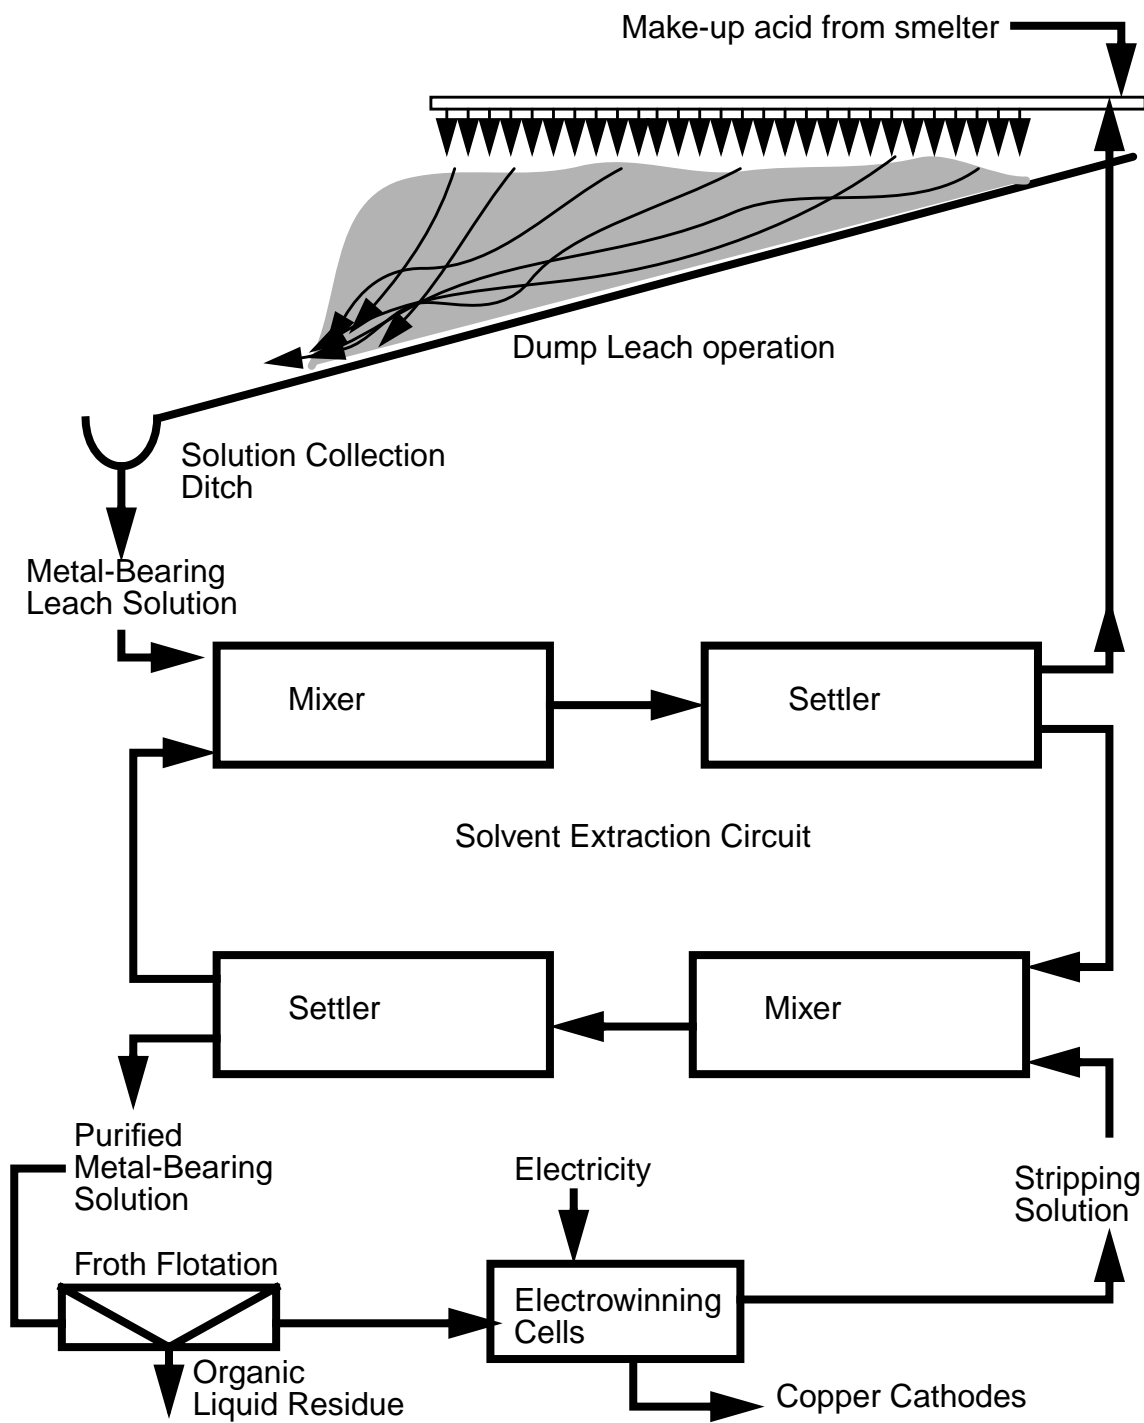 Make-up acid from smelter
Dump Leach operation
Solution Collection
Ditch
Metal-Bearing
Leach Solution
Mixer
Settler
Solvent Extraction Circuit
Settler
Mixer
Purified
Metal-Bearing
Solution
Electricity
Stripping
Solution
Froth Flotation
Electrowinning
Cells
Organic
Liquid Residue
Copper Cathodes